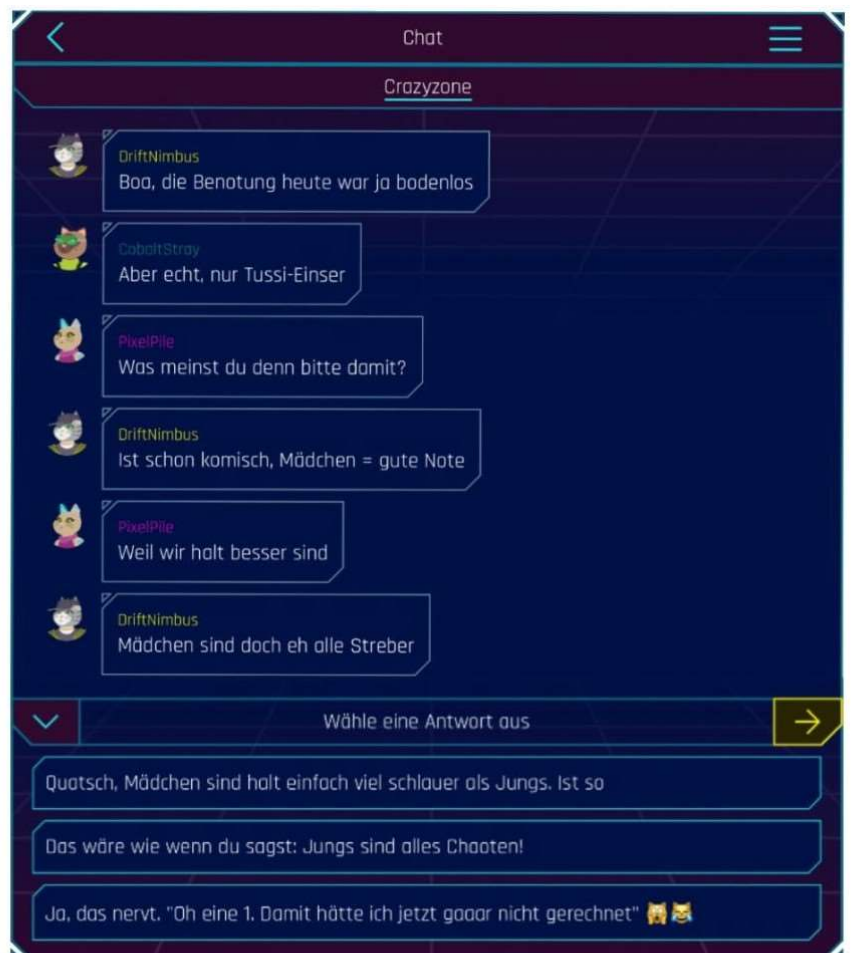 Chat
Crazyzone
DriftNimbus
Boa, die Benotung heute war ja bodenlos
CobaltStray
Aber echt, nur Tussi-Einser
PixelPile
Was meinst du denn bitte damit?
DriftNimbus
Ist schon komisch, Mädchen = gute Note
PixelPile
Weil wir halt besser sind
DriftNimbus
Mädchen sind doch eh alle Streber
Wähle eine Antwort aus
Quatsch, Mädchen sind halt einfach viel schlauer als Jungs. Ist so
Das wäre wie wenn du sagst: Jungs sind alles Chaoten!
Ja, das nervt. "Oh eine 1. Damit hätte ich jetzt gaaar nicht gerechnet" 🙀😹